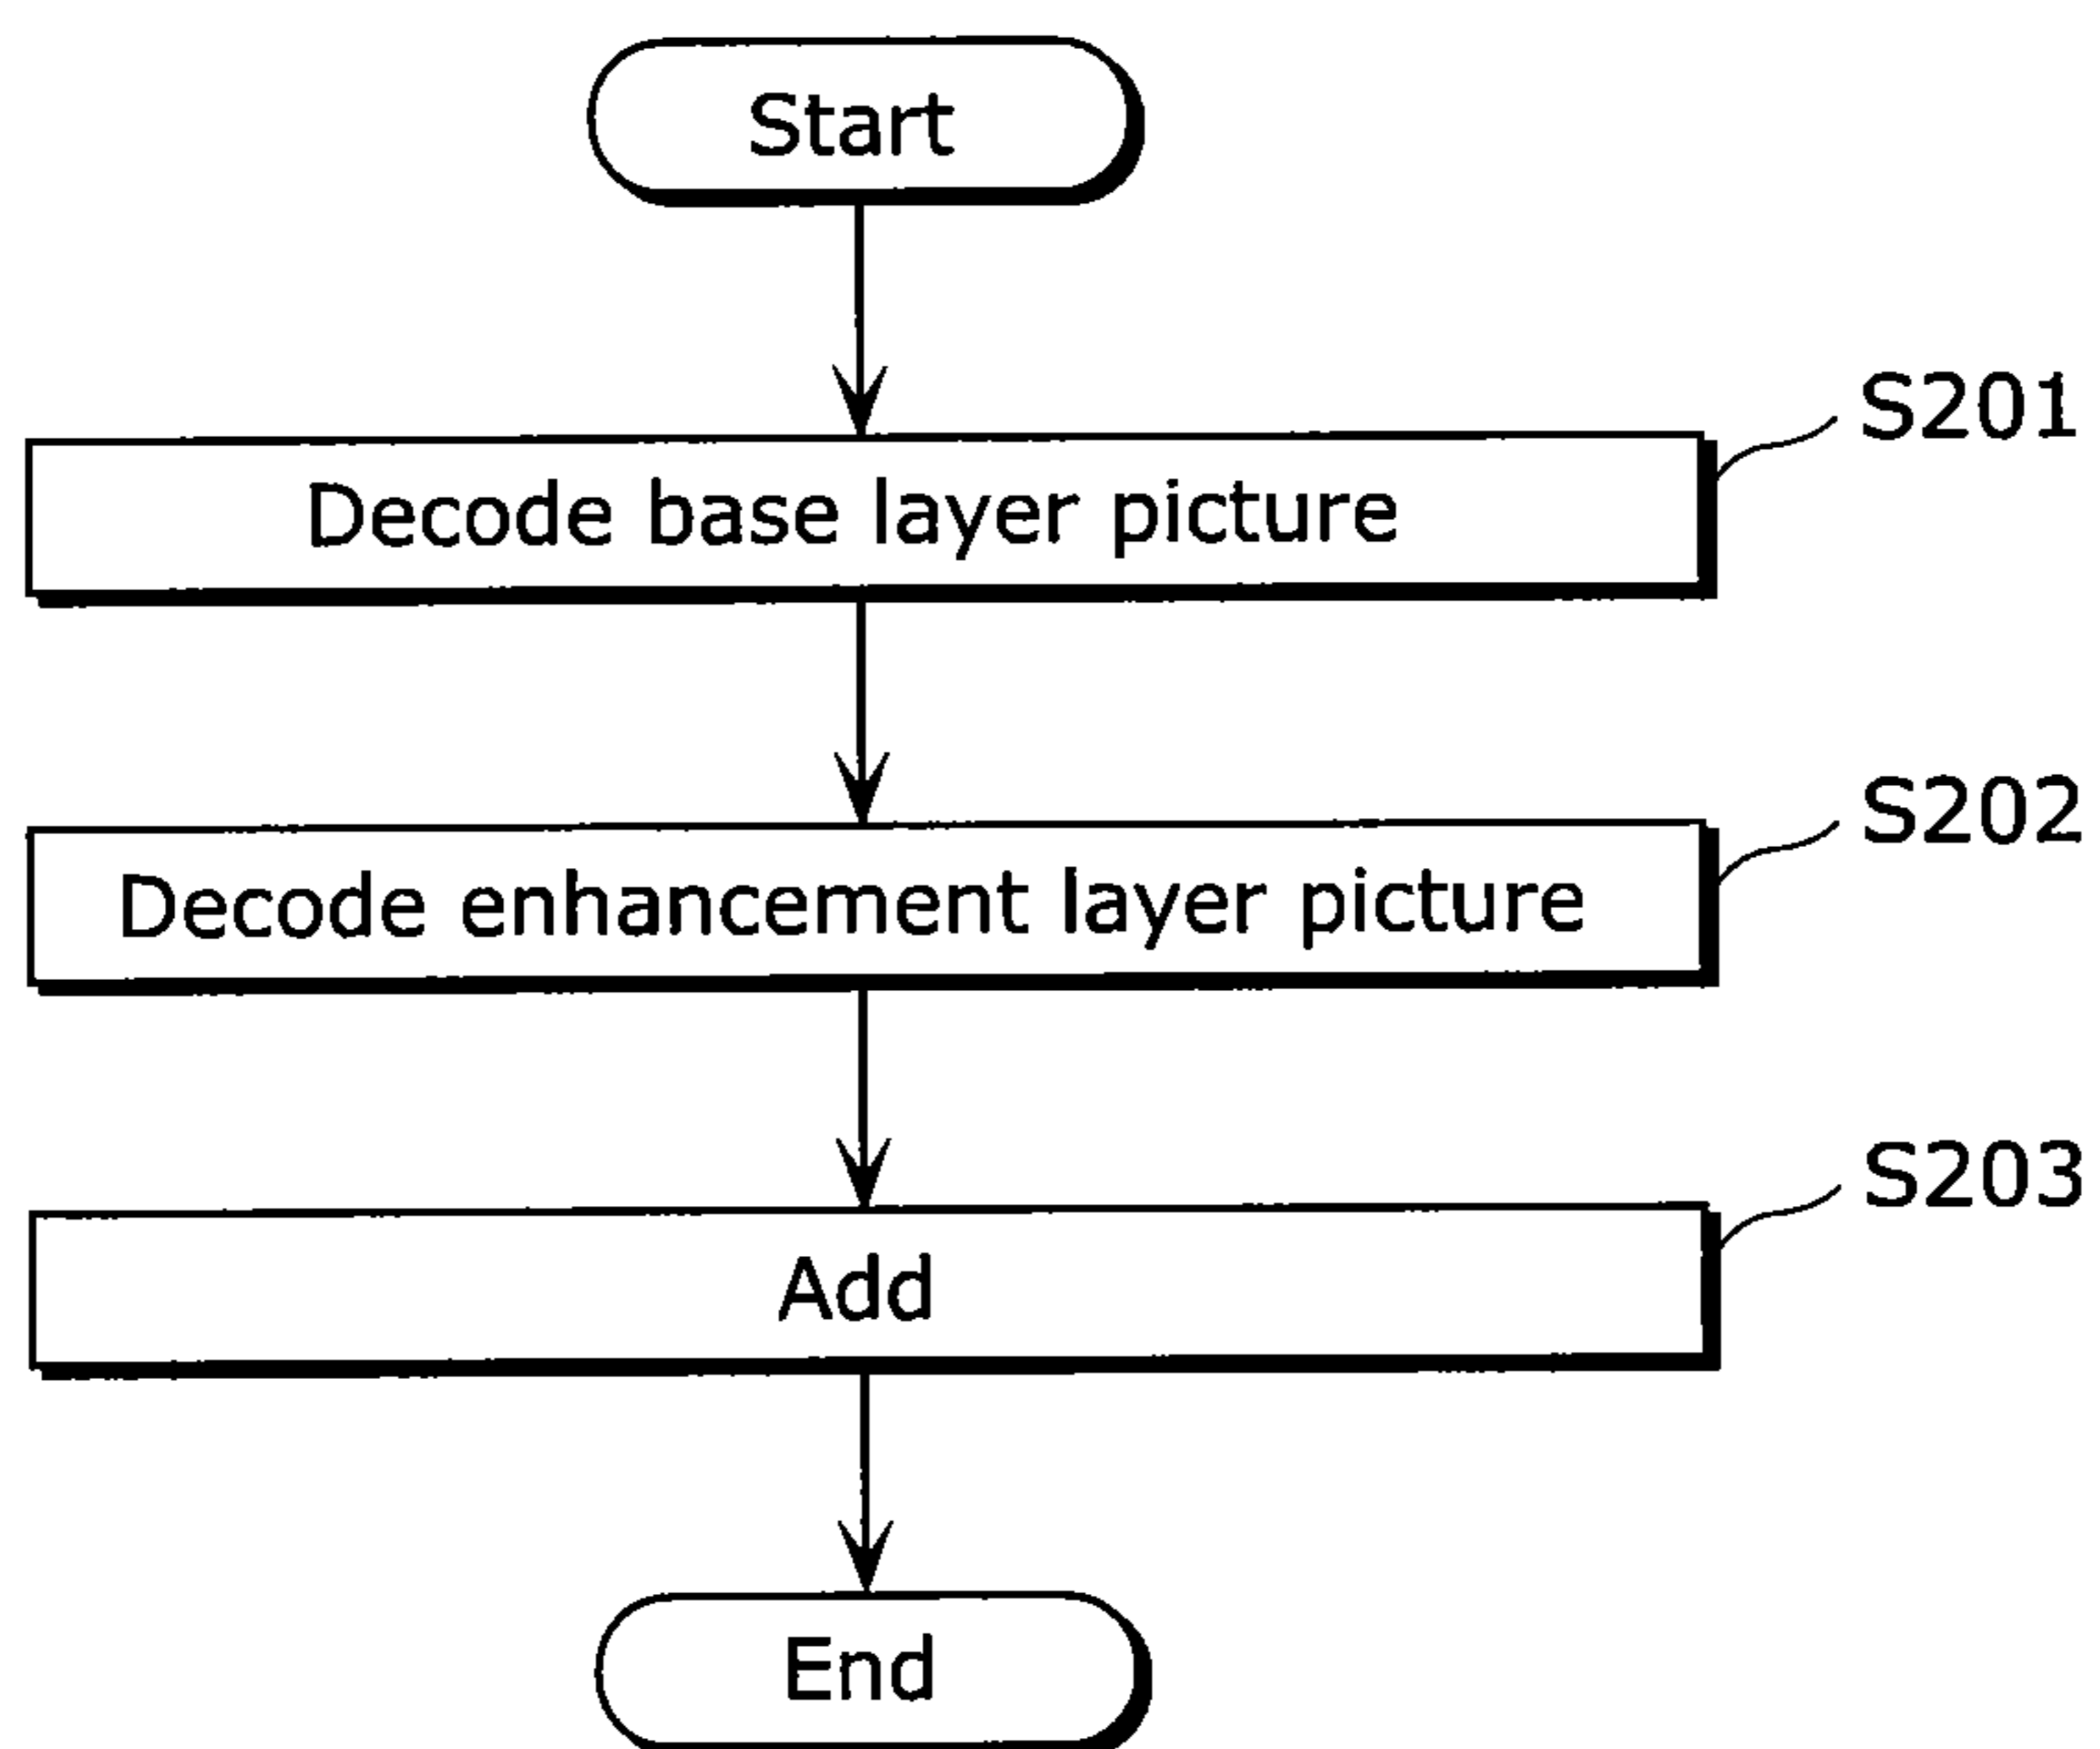 Start
S201
Decode base layer picture
S202
Decode enhancement layer picture
S203
Add
End